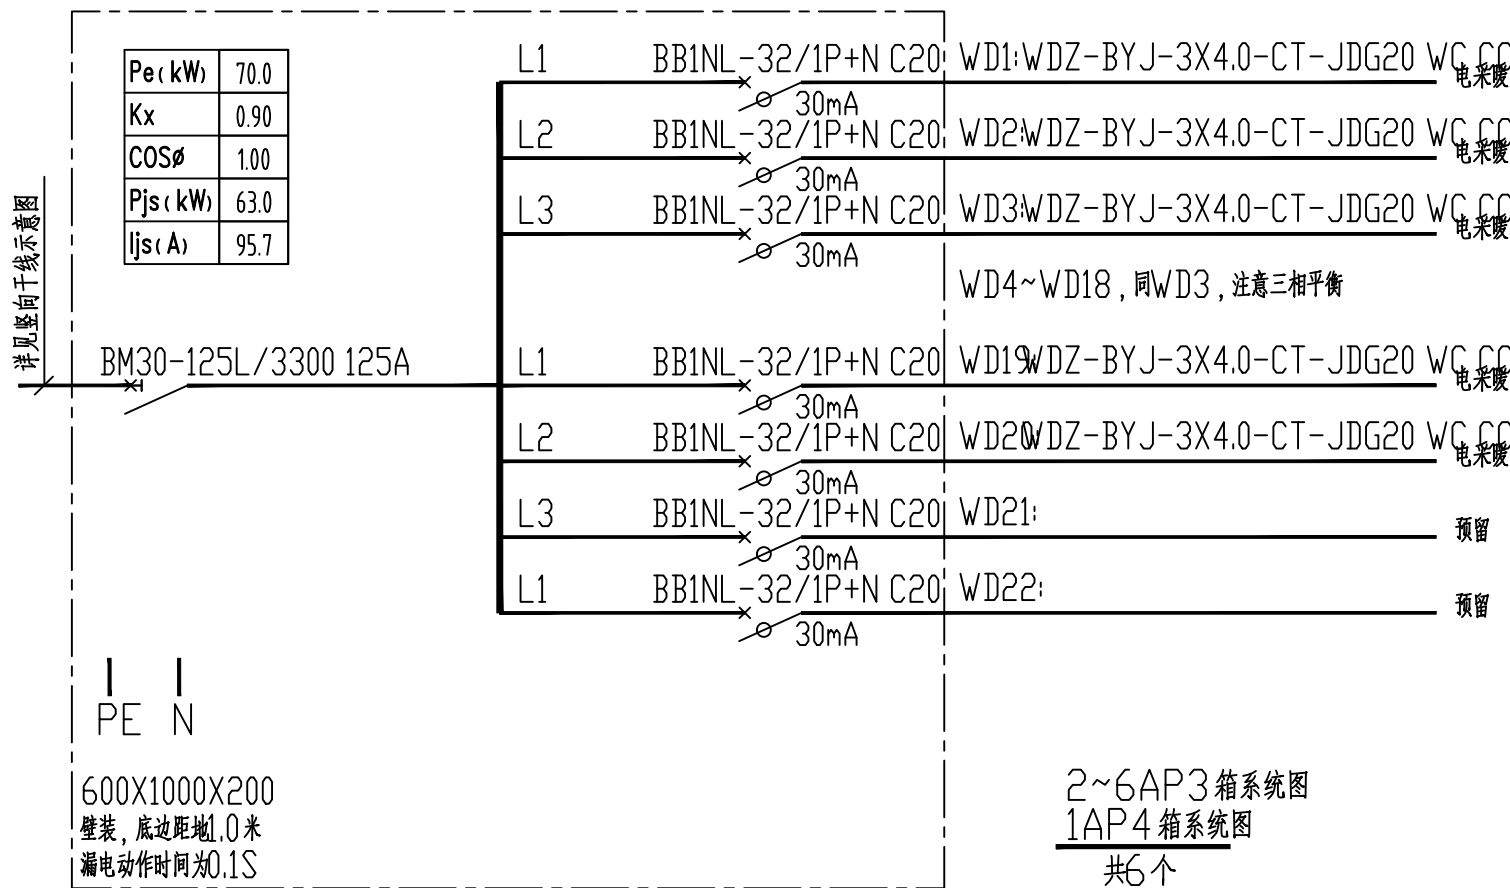 Pe(kW) 70.0
Kx 0.90
COSø 1.00
Pjs(kW) 63.0
Ijs(A) 95.7
详见竖向干线示意图
BM30-125L/3300 125A
L1 BB1NL-32/1P+N C20 WD1: WDZ-BYJ-3X4.0-CT-JDG20 WC CC
30mA 电采暖
L2 BB1NL-32/1P+N C20 WD2: WDZ-BYJ-3X4.0-CT-JDG20 WC CC
30mA 电采暖
L3 BB1NL-32/1P+N C20 WD3: WDZ-BYJ-3X4.0-CT-JDG20 WC CC
30mA 电采暖
WD4~WD18,同WD3,注意三相平衡
L1 BB1NL-32/1P+N C20 WD19: WDZ-BYJ-3X4.0-CT-JDG20 WC CC
30mA 电采暖
L2 BB1NL-32/1P+N C20 WD20: WDZ-BYJ-3X4.0-CT-JDG20 WC CC
30mA 电采暖
L3 BB1NL-32/1P+N C20 WD21: 预留
30mA
L1 BB1NL-32/1P+N C20 WD22: 预留
30mA
PE N
600X1000X200
壁装,底边距地1.0米
漏电动作时间为0.1S
2~6AP3箱系统图
1AP4箱系统图
共6个